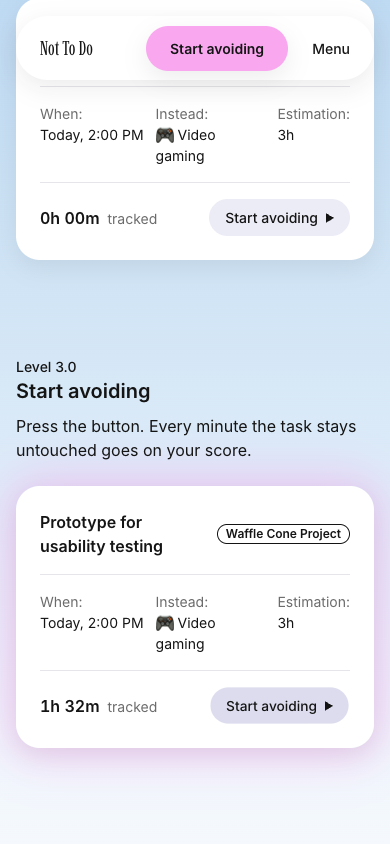 Not To Do
Start avoiding
Menu
When:
Today, 2:00 PM
Instead:
🎮 Video
gaming
Estimation:
3h
0h 00m tracked
Start avoiding
Level 3.0
Start avoiding
Press the button. Every minute the task stays
untouched goes on your score.
Prototype for
usability testing
Waffle Cone Project
When:
Today, 2:00 PM
Instead:
🎮 Video
gaming
Estimation:
3h
1h 32m tracked
Start avoiding